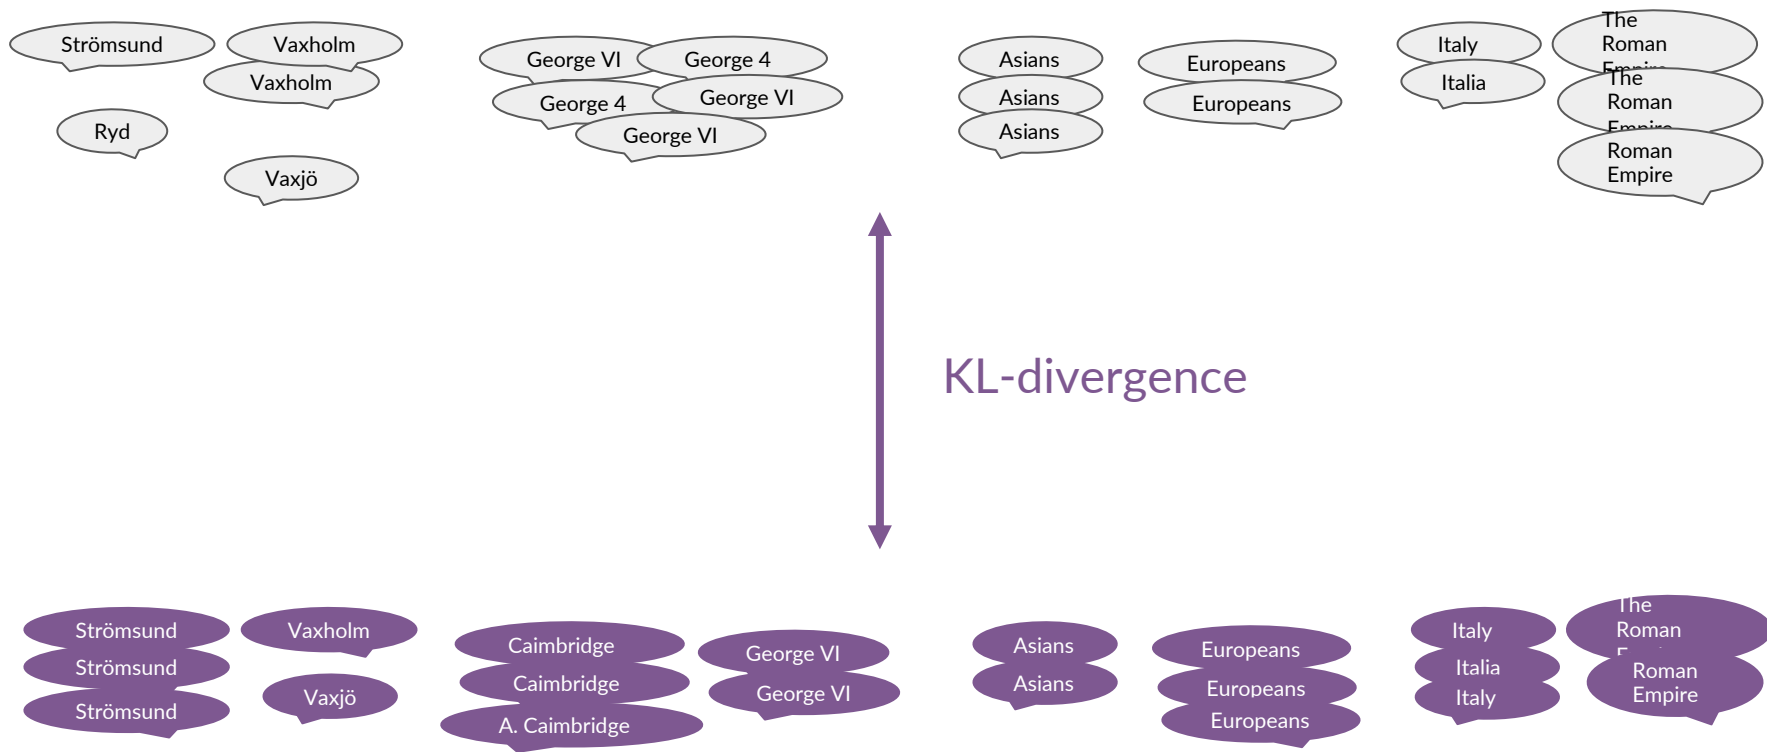 Strömsund
Vaxholm
Vaxholm
Ryd
Vaxjö
George VI
George 4
George 4
George VI
George VI
Asians
Asians
Asians
Europeans
Europeans
Italy
Italia
The
Roman
Empire
The
Roman
Empire
Roman
Empire
KL-divergence
Strömsund
Strömsund
Strömsund
Vaxholm
Vaxjö
Caimbridge
Caimbridge
A. Caimbridge
George VI
George VI
Asians
Asians
Europeans
Europeans
Europeans
Italy
Italia
Italy
The
Roman
Roman
Empire